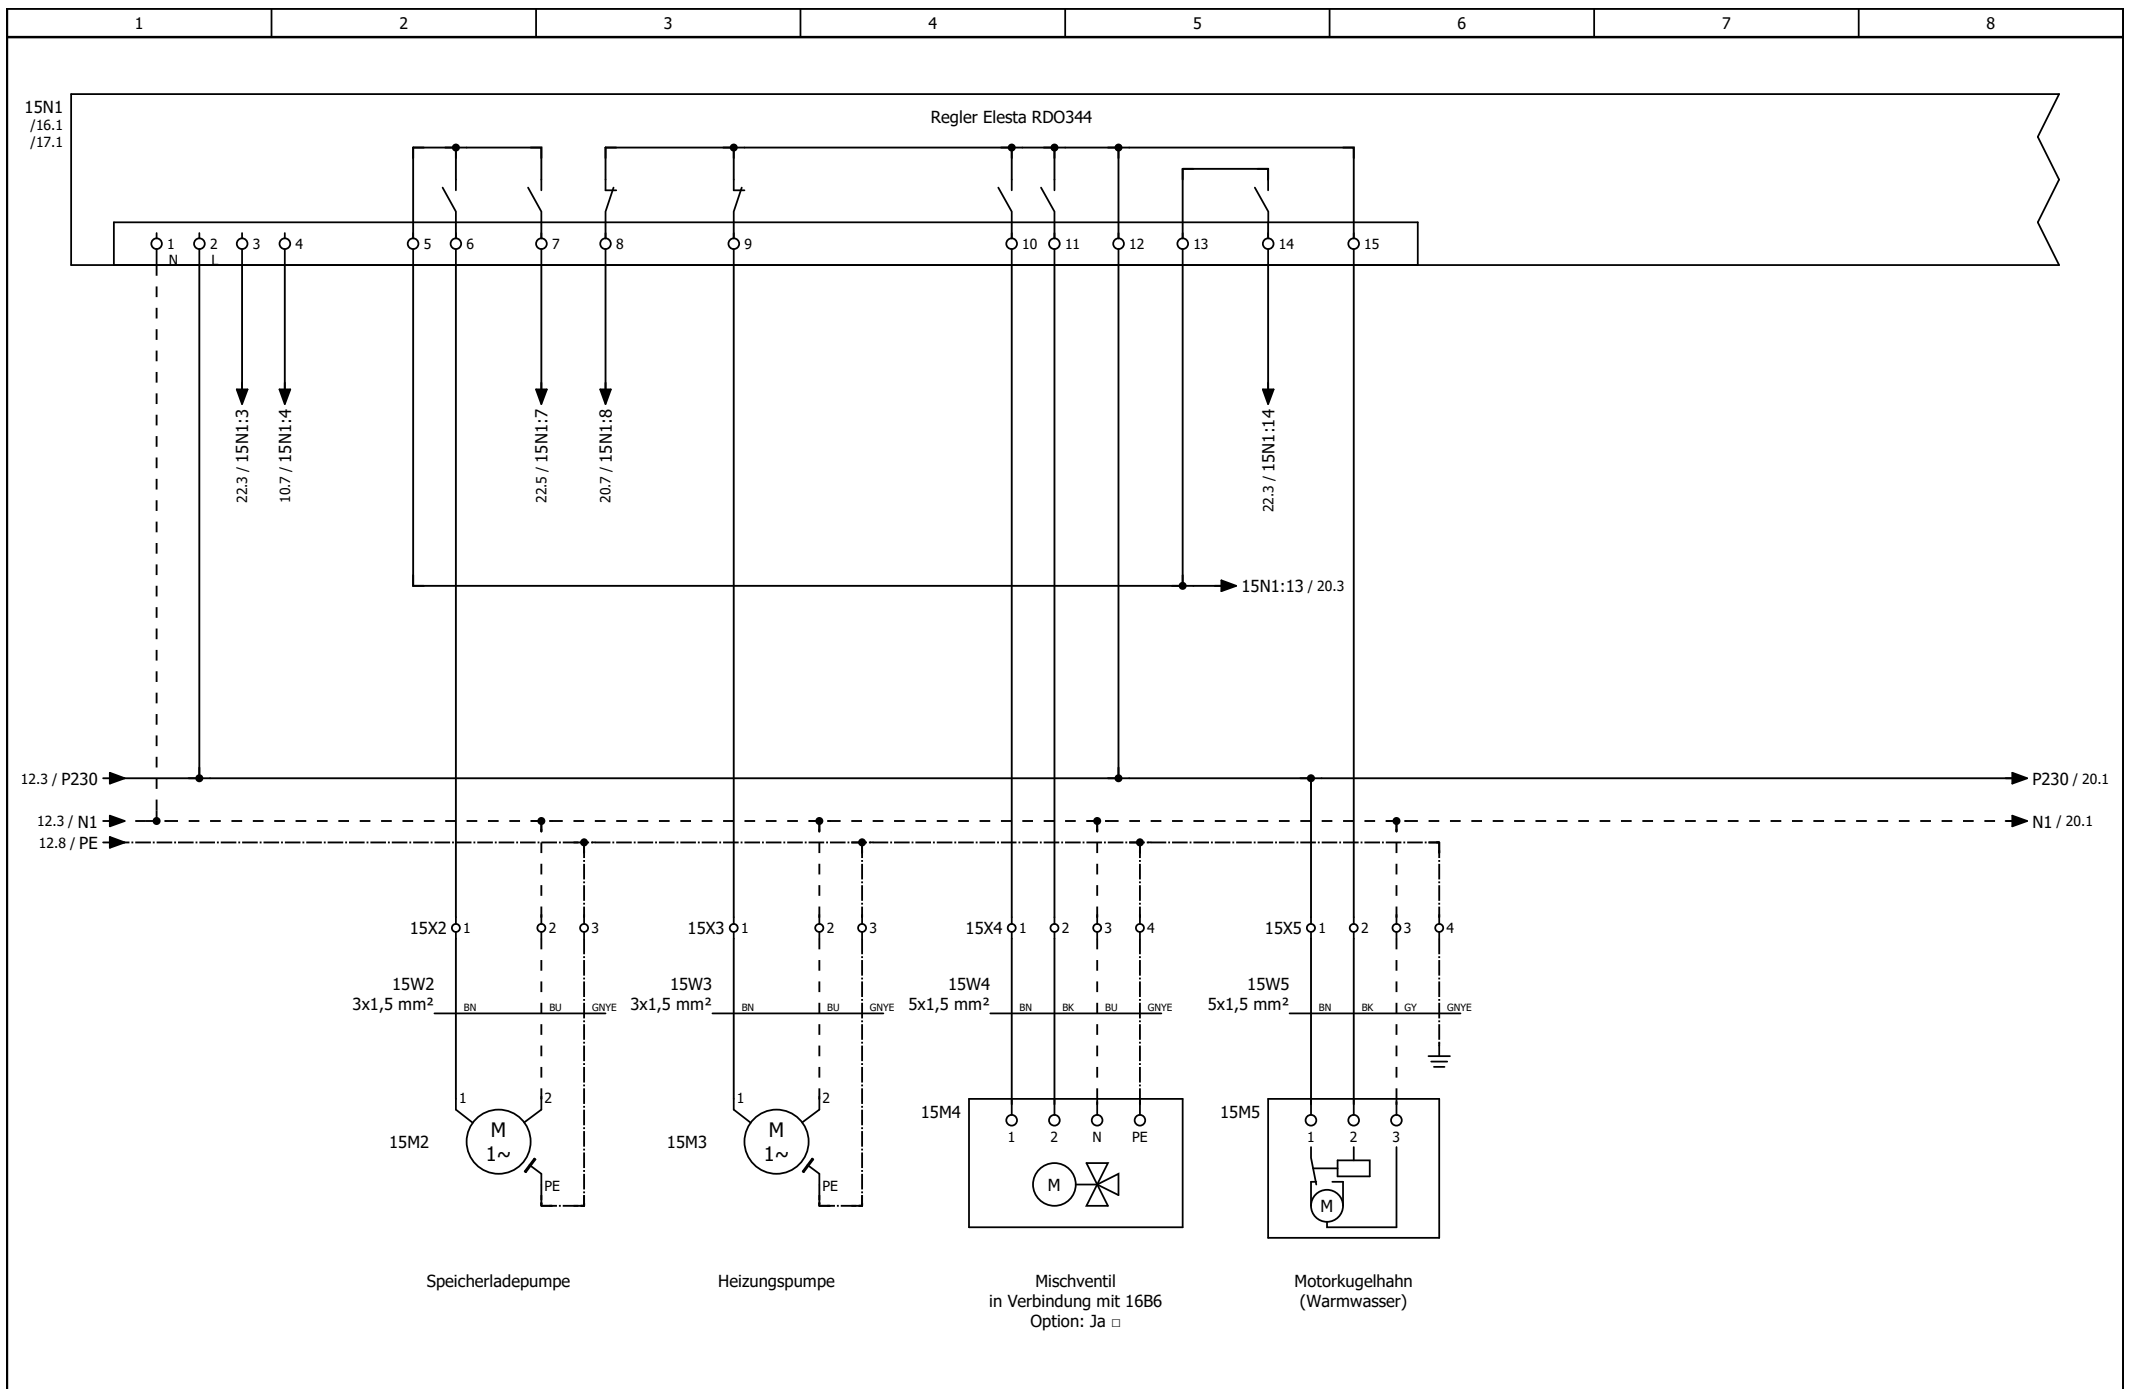 1 2 3 4 5 6 7 8
15N1
/16.1
/17.1
Regler Elesta RDO344
1 2 3 4 5 6 7 8 9 10 11 12 13 14 15
N L
22.3 / 15N1:3
10.7 / 15N1:4
22.5 / 15N1:7
20.7 / 15N1:8
22.3 / 15N1:14
15N1:13 / 20.3
12.3 / P230
P230 / 20.1
12.3 / N1
N1 / 20.1
12.8 / PE
15X2 1 2 3 15X3 1 2 3 15X4 1 2 3 4 15X5 1 2 3 4
15W2 15W3 15W4 15W5
3x1,5 mm² BN BU GNYE 3x1,5 mm² BN BU GNYE 5x1,5 mm² BN BK BU GNYE 5x1,5 mm² BN BK GY GNYE
1 2 1 2
15M4 15M5
M M
15M2 15M3
1~ 1~
1 2 N PE 1 2 3
PE PE M
M
Speicherladepumpe
Heizungspumpe
Mischventil
in Verbindung mit 16B6
Option: Ja □
Motorkugelhahn
(Warmwasser)